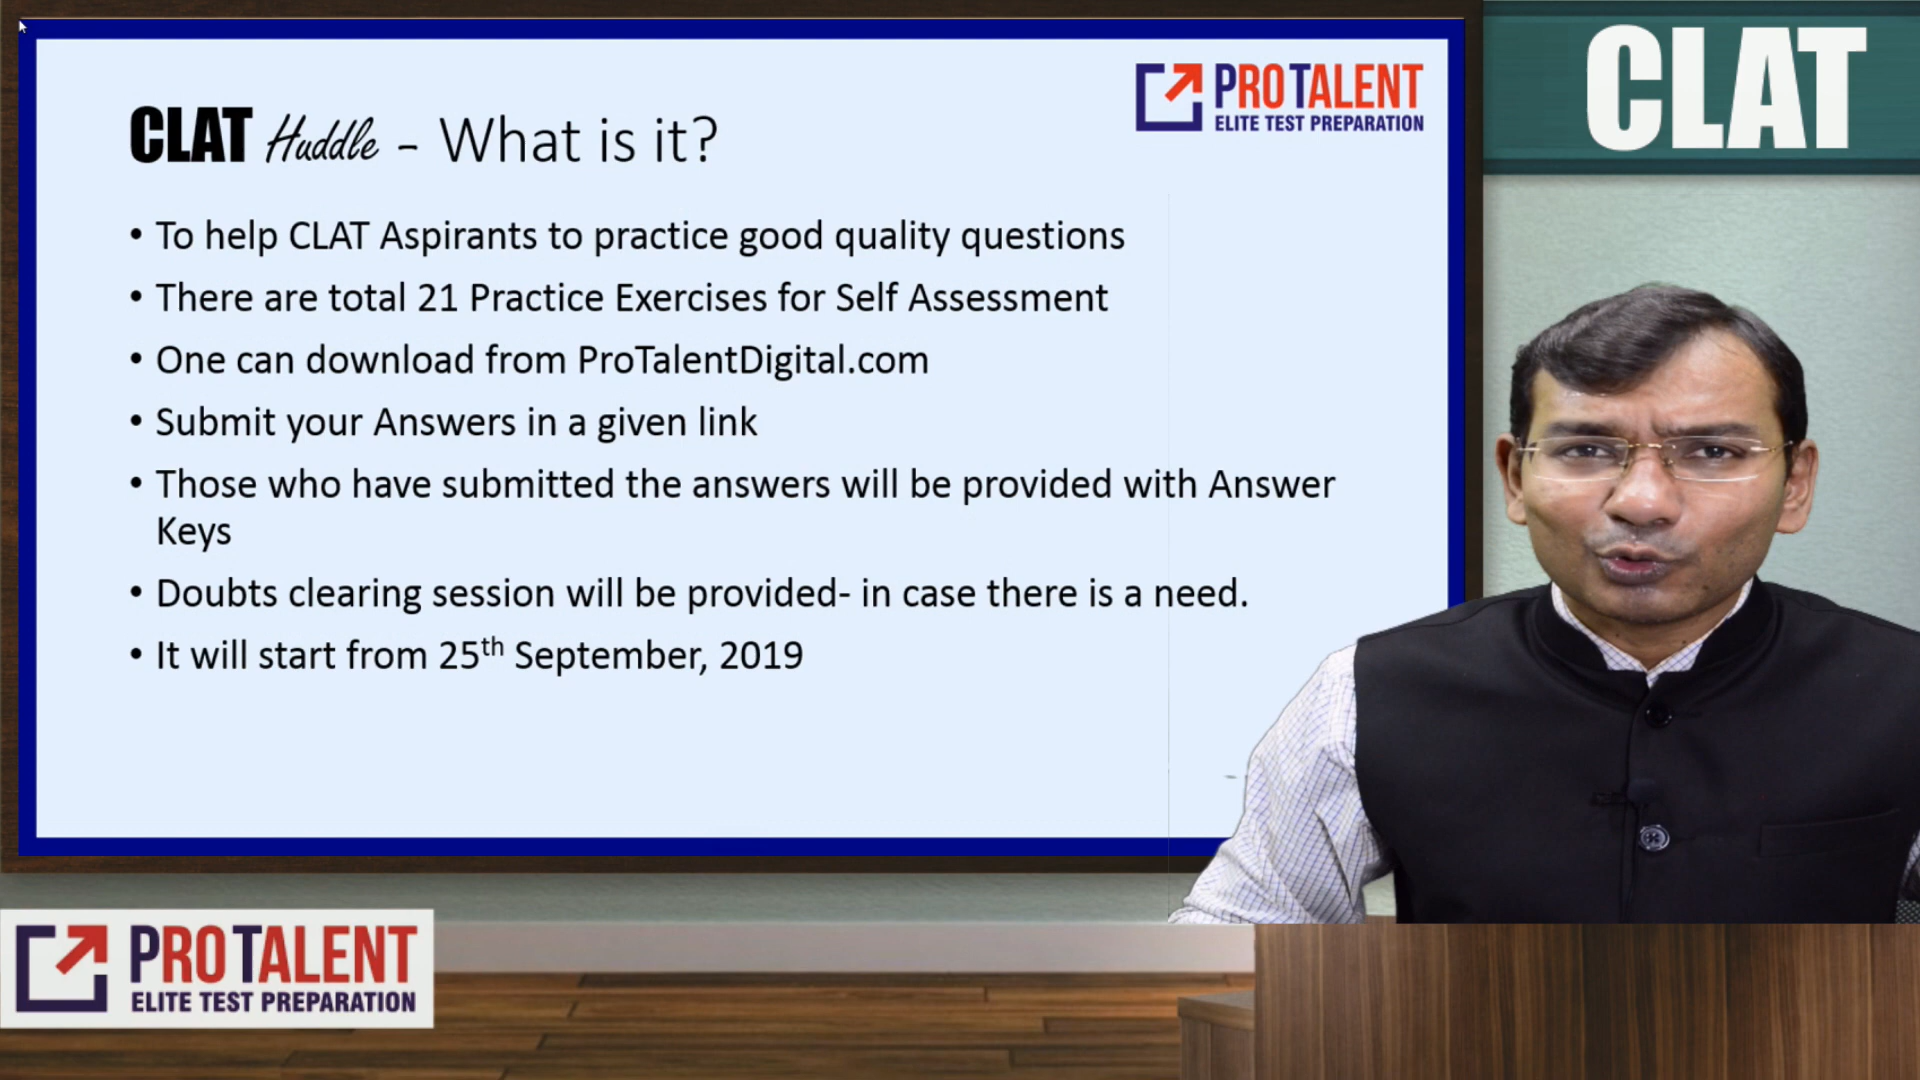 CLAT
PROTALENT
ELITE TEST PREPARATION
CLAT Huddle - What is it?
• To help CLAT Aspirants to practice good quality questions
• There are total 21 Practice Exercises for Self Assessment
• One can download from ProTalentDigital.com
• Submit your Answers in a given link
• Those who have submitted the answers will be provided with Answer
Keys
• Doubts clearing session will be provided- in case there is a need.
• It will start from 25th September, 2019
PROTALENT
ELITE TEST PREPARATION